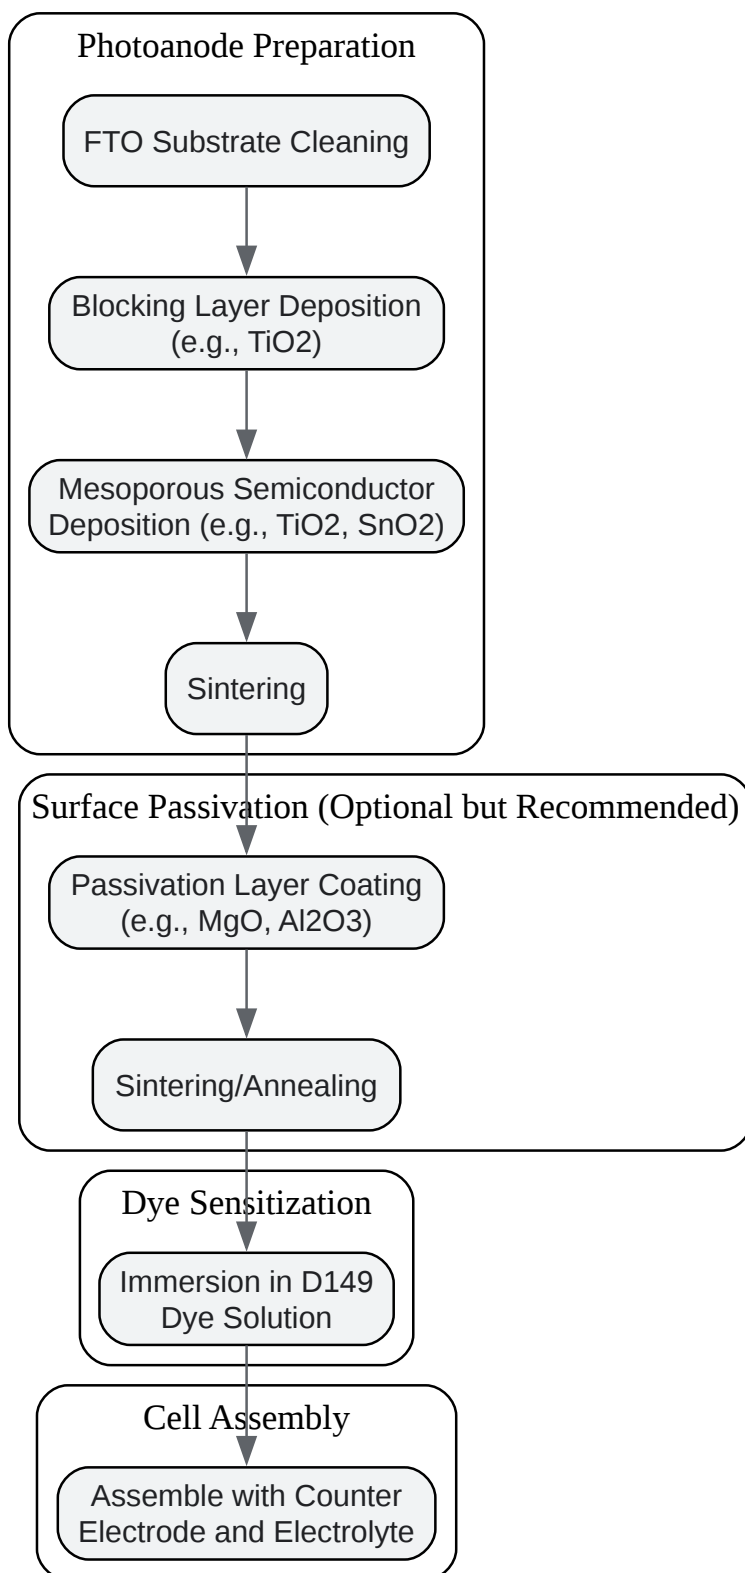 Photoanode Preparation
FTO Substrate Cleaning
Blocking Layer Deposition
(e.g., TiO2)
Mesoporous Semiconductor
Deposition (e.g., TiO2, SnO2)
Sintering
Surface Passivation (Optional but Recommended)
Passivation Layer Coating
(e.g., MgO, Al2O3)
Sintering/Annealing
Dye Sensitization
Immersion in D149
Dye Solution
Cell Assembly
Assemble with Counter
Electrode and Electrolyte